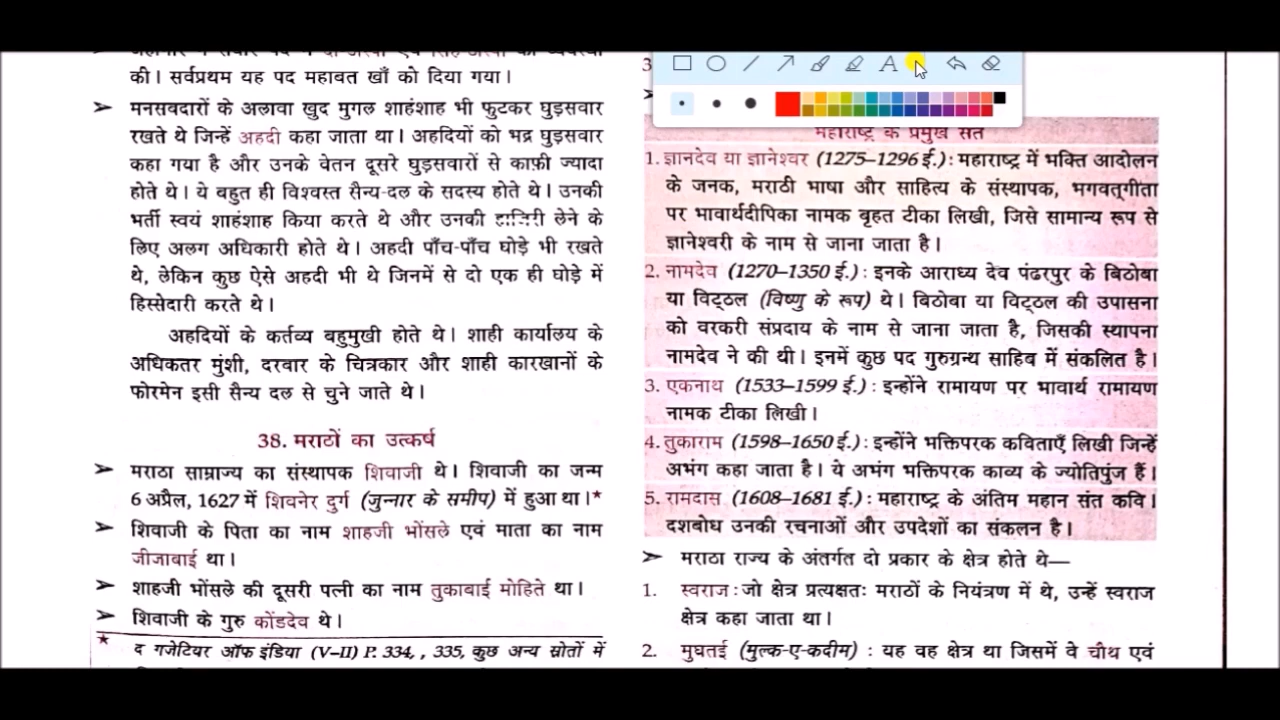 की। सर्वप्रथम यह पद महाबत खाँ को दिया गया।
➢ मनसवदारों के अलावा खुद मुगल शाहंशाह भी फुटकर घुड़सवार
रखते थे जिन्हें अहदी कहा जाता था। अहदियों को भद्र घुड़सवार
कहा गया है और उनके वेतन दूसरे घुड़सवारों से काफ़ी ज्यादा
होते थे। ये बहुत ही विश्वस्त सैन्य-दल के सदस्य होते थे। उनकी
भर्ती स्वयं शाहंशाह किया करते थे और उनकी हाजिरी लेने के
लिए अलग अधिकारी होते थे। अहदी पाँच-पाँच घोड़े भी रखते
थे, लेकिन कुछ ऐसे अहदी भी थे जिनमें से दो एक ही घोड़े में
हिस्सेदारी करते थे।
अहदियों के कर्तव्य बहुमुखी होते थे। शाही कार्यालय के
अधिकतर मुंशी, दरबार के चित्रकार और शाही कारखानों के
फोरमेन इसी सैन्य दल से चुने जाते थे।
38. मराठों का उत्कर्ष
➢ मराठा साम्राज्य का संस्थापक शिवाजी थे। शिवाजी का जन्म
6 अप्रैल, 1627 में शिवनेर दुर्ग (जुन्नार के समीप) में हुआ था।★
➢ शिवाजी के पिता का नाम शाहजी भोंसले एवं माता का नाम
जीजाबाई था।
➢ शाहजी भोंसले की दूसरी पत्नी का नाम तुकाबाई मोहिते था।
➢ शिवाजी के गुरु कोंडदेव थे।
★ द गजेटियर ऑफ इंडिया (V–II) P. 334, , 335, कुछ अन्य स्रोतों में
3
A
महाराष्ट्र के प्रमुख संत
1. ज्ञानदेव या ज्ञानेश्वर (1275–1296 ई.) : महाराष्ट्र में भक्ति आदोलन
के जनक, मराठी भाषा और साहित्य के संस्थापक, भगवत्‌गीता
पर भावार्थदीपिका नामक बृहत टीका लिखी, जिसे सामान्य रूप से
ज्ञानेश्वरी के नाम से जाना जाता है।
2. नामदेव (1270–1350 ई.) : इनके आराध्य देव पंढरपुर के बिठोबा
या विट्ठल (विष्णु के रूप) थे। बिठोबा या विट्ठल की उपासना
को वरकरी संप्रदाय के नाम से जाना जाता है, जिसकी स्थापना
नामदेव ने की थी। इनमें कुछ पद गुरुग्रन्थ साहिब में संकलित है।
3. एकनाथ (1533–1599 ई.) : इन्होंने रामायण पर भावार्थ रामायण
नामक टीका लिखी।
4. तुकाराम (1598–1650 ई.) : इन्होंने भक्तिपरक कविताएँ लिखी जिन्हें
अभंग कहा जाता है। ये अभंग भक्तिपरक काव्य के ज्योतिपुंज हैं।
5. रामदास (1608–1681 ई.) : महाराष्ट्र के अंतिम महान संत कवि।
दशबोध उनकी रचनाओं और उपदेशों का संकलन है।
➢ मराठा राज्य के अंतर्गत दो प्रकार के क्षेत्र होते थे—
1. स्वराज : जो क्षेत्र प्रत्यक्षतः मराठों के नियंत्रण में थे, उन्हें स्वराज
क्षेत्र कहा जाता था।
2. मुघतई (मुल्क-ए-कदीम) : यह वह क्षेत्र था जिसमें वे चौथ एवं